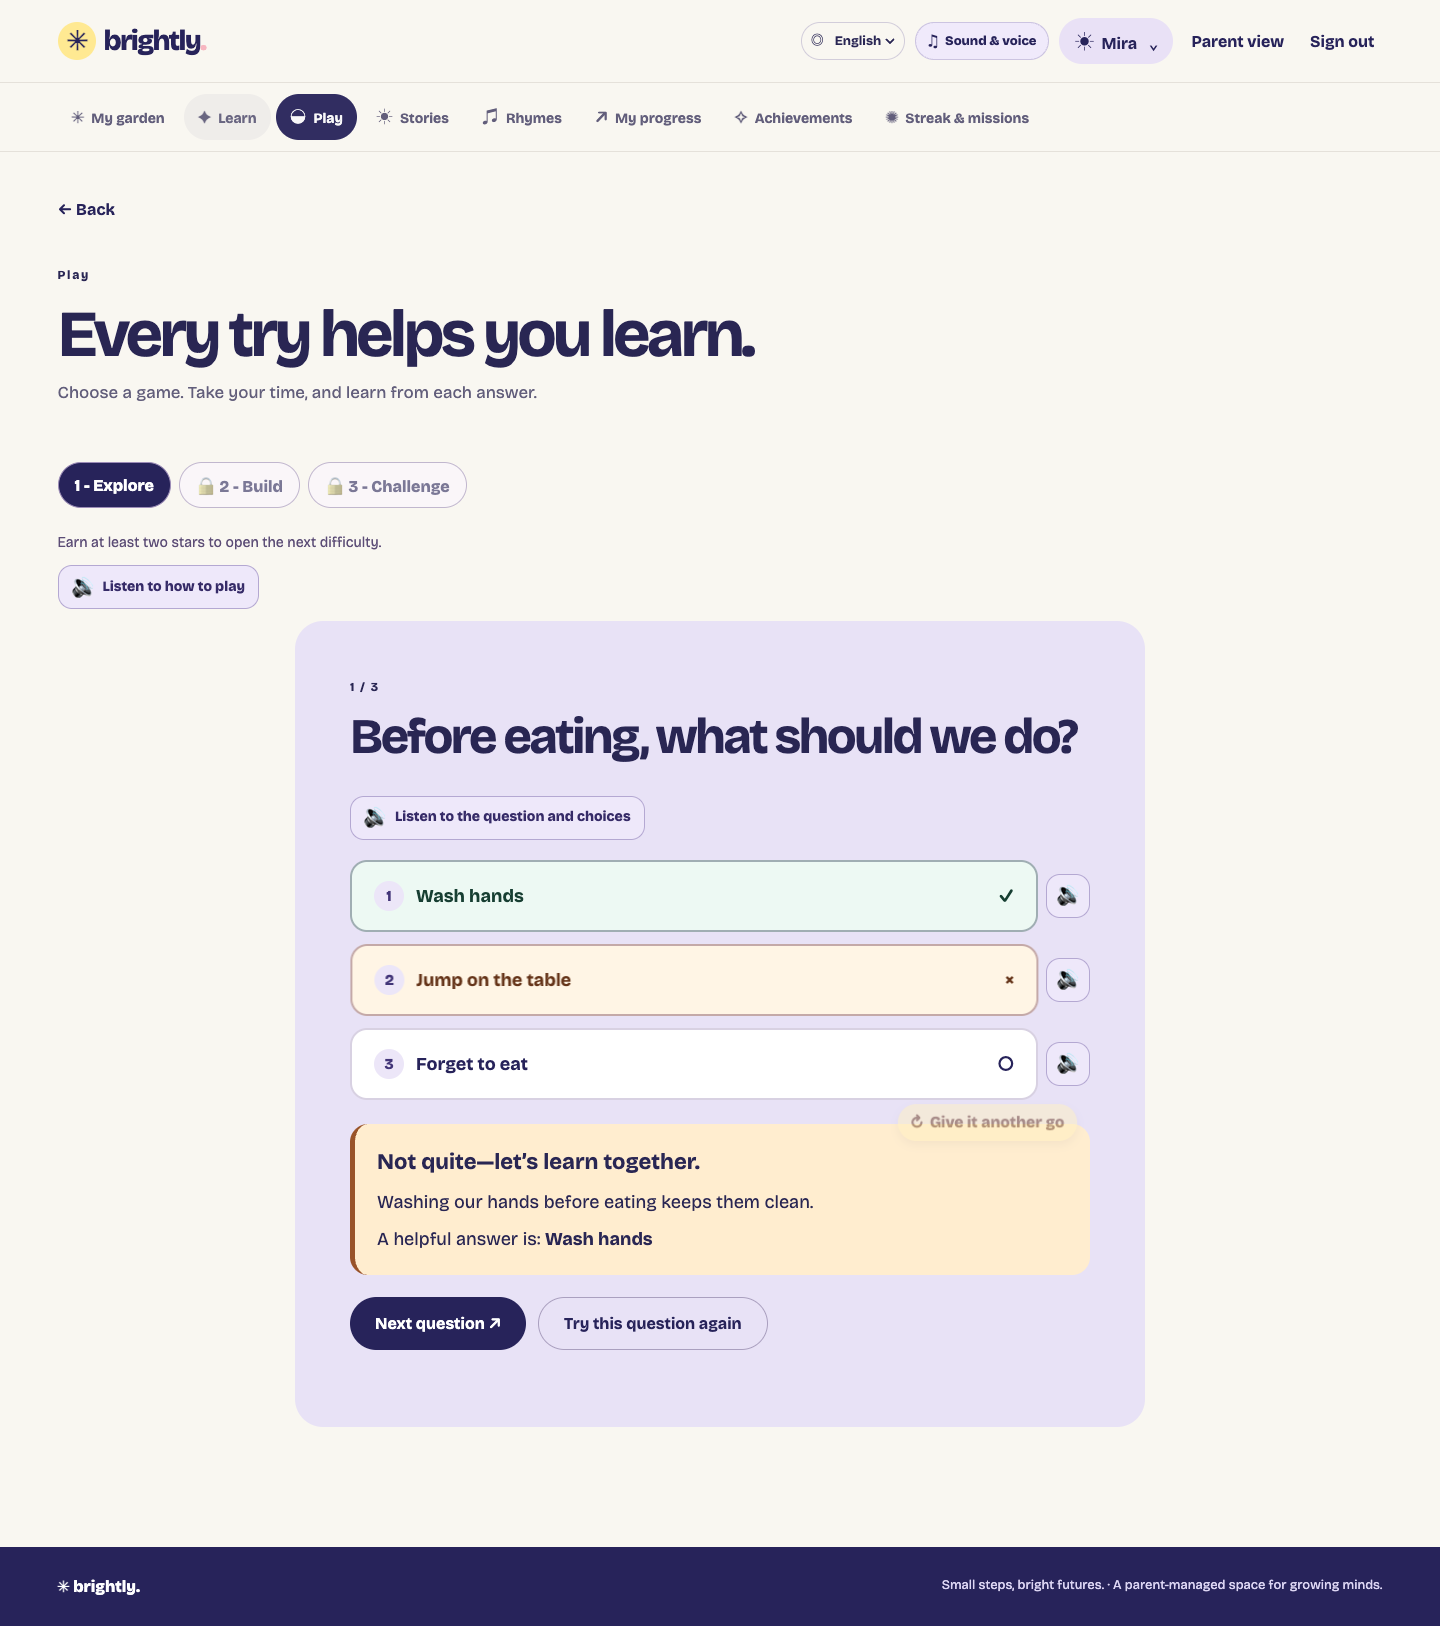 brightly.
English
Sound & voice
Mira
Parent view
Sign out
My garden
Learn
Play
Stories
Rhymes
My progress
Achievements
Streak & missions
← Back
Play
Every try helps you learn.
Choose a game. Take your time, and learn from each answer.
1 - Explore
2 - Build
3 - Challenge
Earn at least two stars to open the next difficulty.
Listen to how to play
1 / 3
Before eating, what should we do?
Listen to the question and choices
1 Wash hands
2 Jump on the table
3 Forget to eat
↻ Give it another go
Not quite—let's learn together.
Washing our hands before eating keeps them clean.
A helpful answer is: Wash hands
Next question ↗
Try this question again
brightly.
Small steps, bright futures. · A parent-managed space for growing minds.